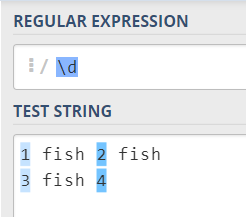 REGULAR EXPRESSION
/ \d
TEST STRING
1 fish 2 fish
3 fish 4